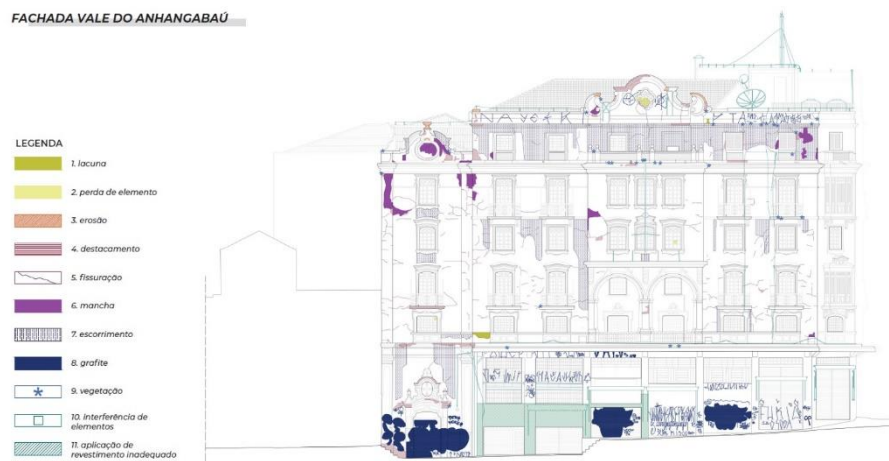 FACHADA VALE DO ANHANGABAÚ
LEGENDA
1. lacuna
2. perda de elemento
3. erosão
4. destacamento
5. fissuração
6. mancha
7. escorrimento
8. grafite
9. vegetação
10. interferência de
elementos
11. aplicação de
revestimento inadequado